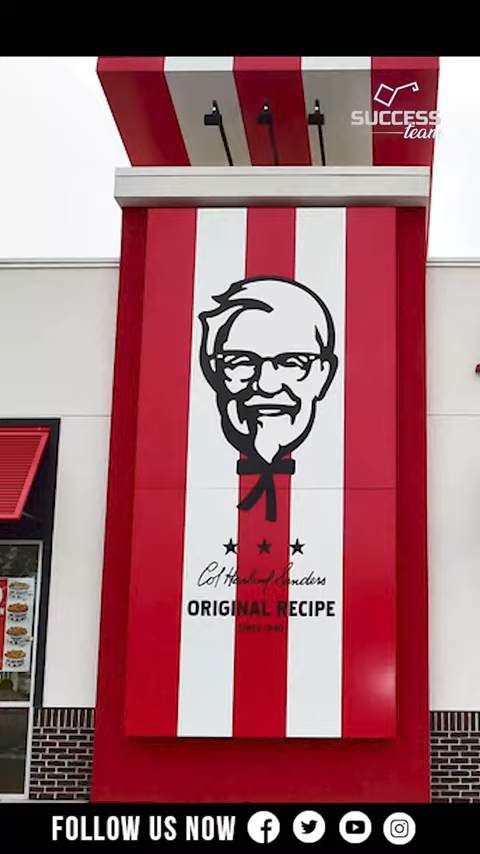 SUCCESS
team
Col Harland Sanders
ORIGINAL RECIPE
FOLLOW US NOW